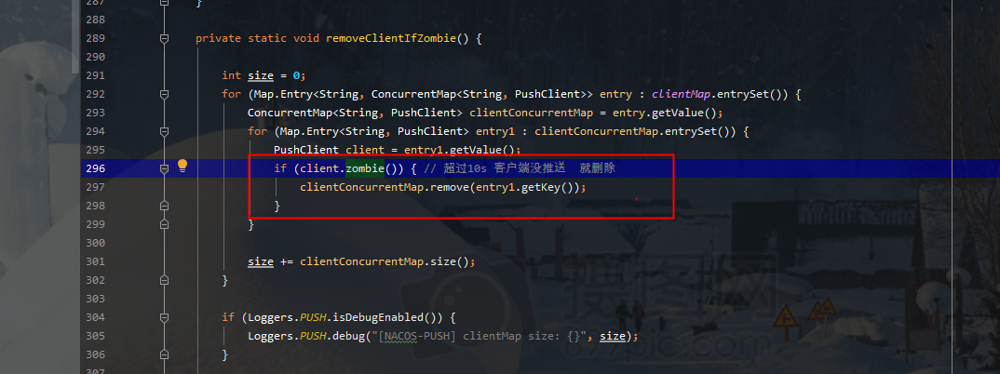 287 }
288
289 private static void removeClientIfZombie() {
290
291 int size = 0;
292 for (Map.Entry<String, ConcurrentMap<String, PushClient>> entry : clientMap.entrySet()) {
293 ConcurrentMap<String, PushClient> clientConcurrentMap = entry.getValue();
294 for (Map.Entry<String, PushClient> entry1 : clientConcurrentMap.entrySet()) {
295 PushClient client = entry1.getValue();
296 if (client.zombie()) { // 超过10s 客户端没推送  就删除
297 clientConcurrentMap.remove(entry1.getKey());
298 }
299 }
300
301 size += clientConcurrentMap.size();
302 }
303
304 if (Loggers.PUSH.isDebugEnabled()) {
305 Loggers.PUSH.debug("[NACOS-PUSH] clientMap size: {}", size);
306 }
307